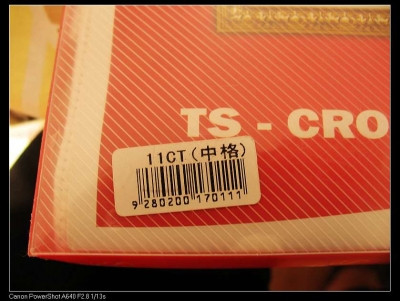 TS - CRO
11CT(中格)
9 280200 170111
Canon PowerShot A640 F2.8 1/13s